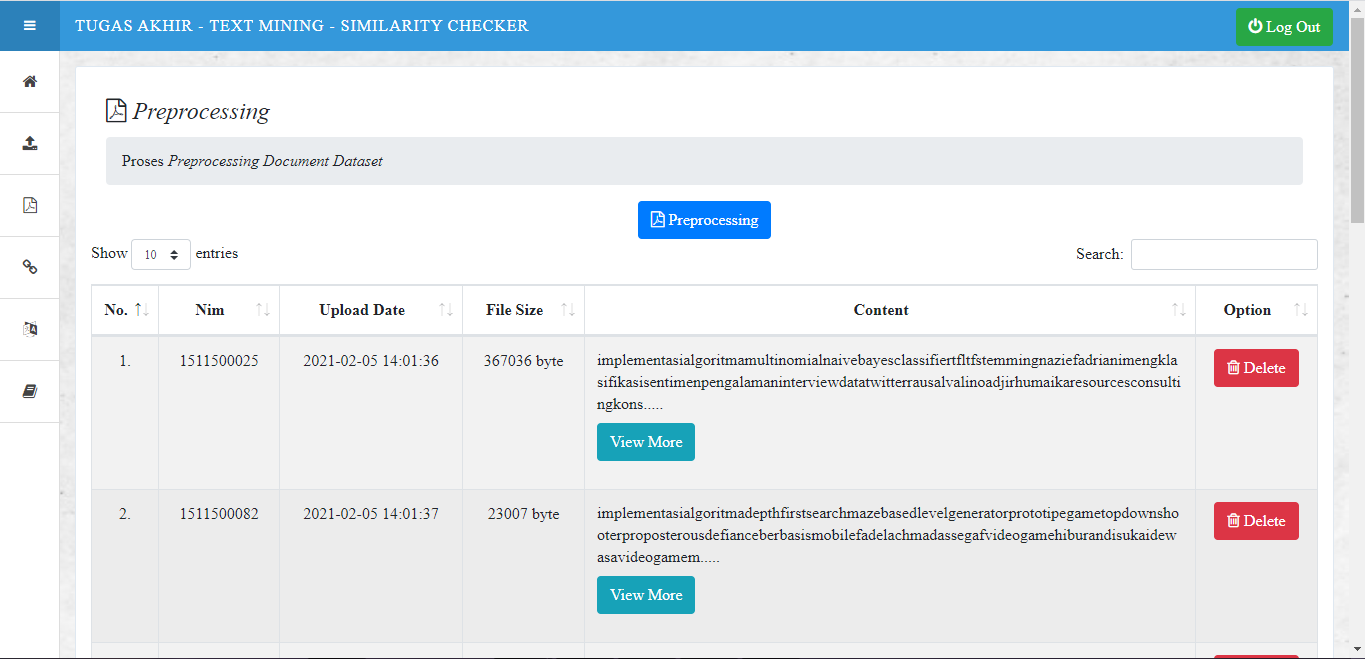 TUGAS AKHIR - TEXT MINING - SIMILARITY CHECKER
Log Out
Preprocessing
Proses Preprocessing Document Dataset
Preprocessing
Show 10 entries
Search:
No. Nim Upload Date File Size Content Option
1. 1511500025 2021-02-05 14:01:36 367036 byte
implementasialgoritmamultinomialnaivebayesclassifiertfltfstemmingnaziefadrianimengkla
sifikasisentimenpengalamaninterviewdatatwitterrausalvalinoadjirhumaikaresourcesconsulti
ngkons.....
View More
Delete
2. 1511500082 2021-02-05 14:01:37 23007 byte
implementasialgoritmadepthfirstsearchmazebasedlevelgeneratorprototipegametopdownsho
oterproposterousdefianceberbasismobilefadelachmadassegafvideogamehiburandisukaidew
asavideogamem.....
View More
Delete